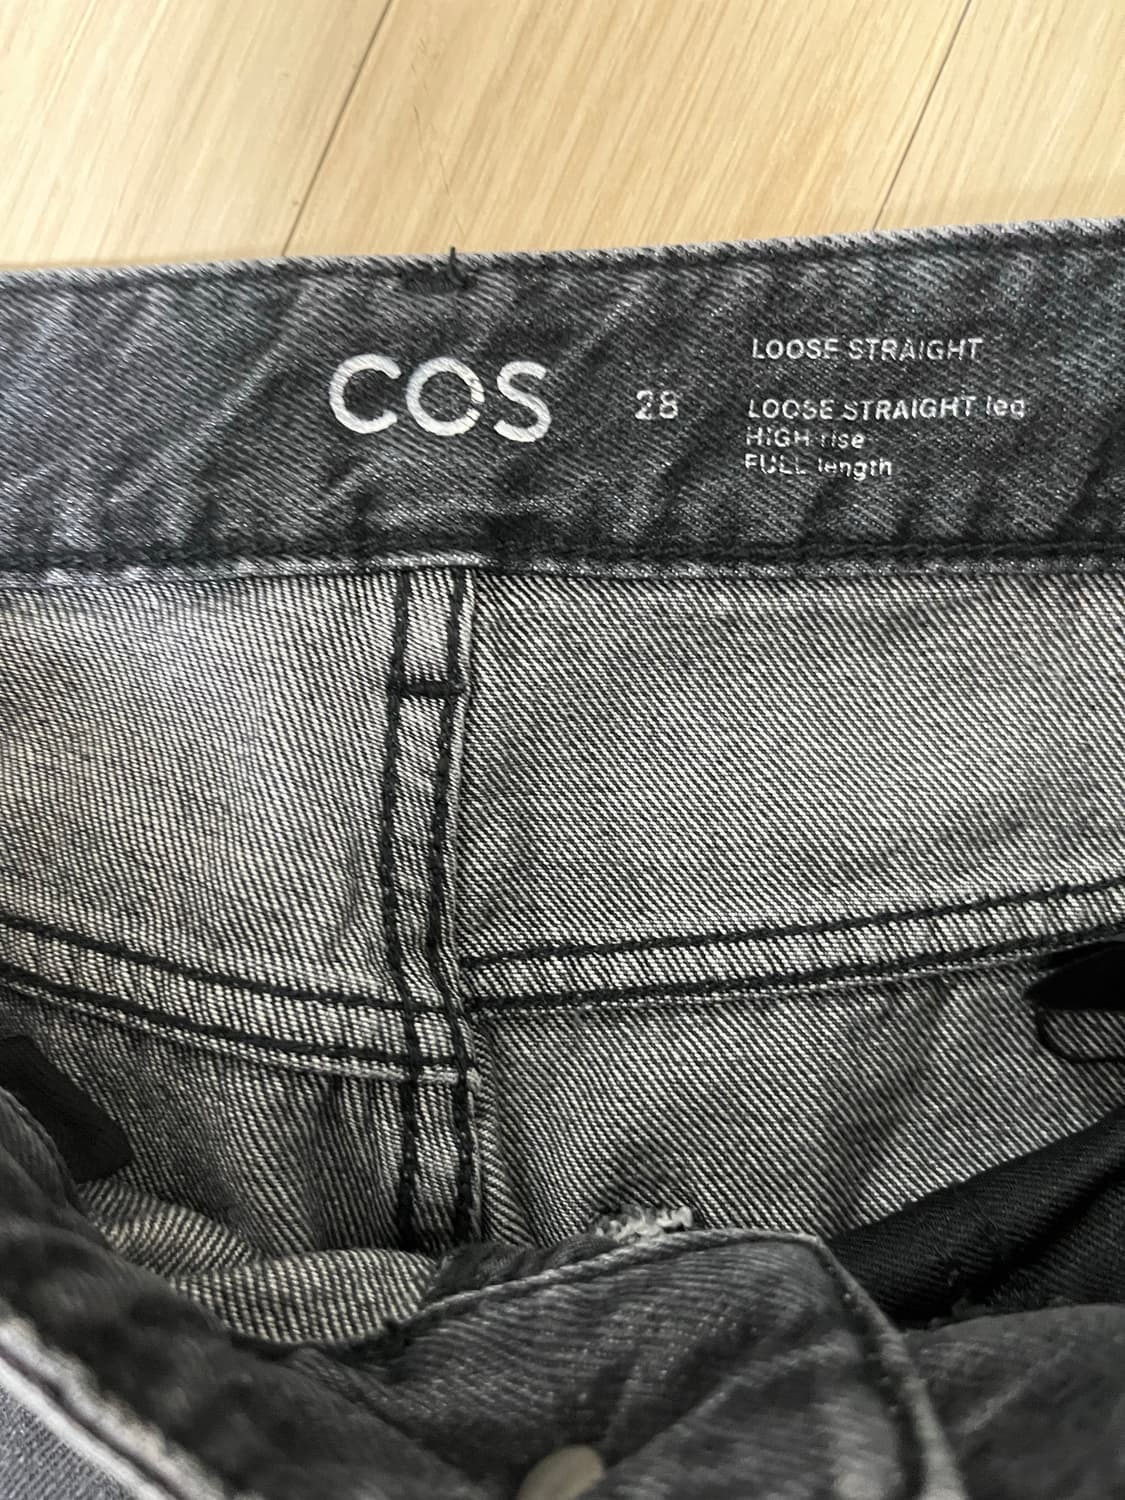 COS
28
LOOSE STRAIGHT
LOOSE STRAIGHT leg
HIGH rise
FULL length